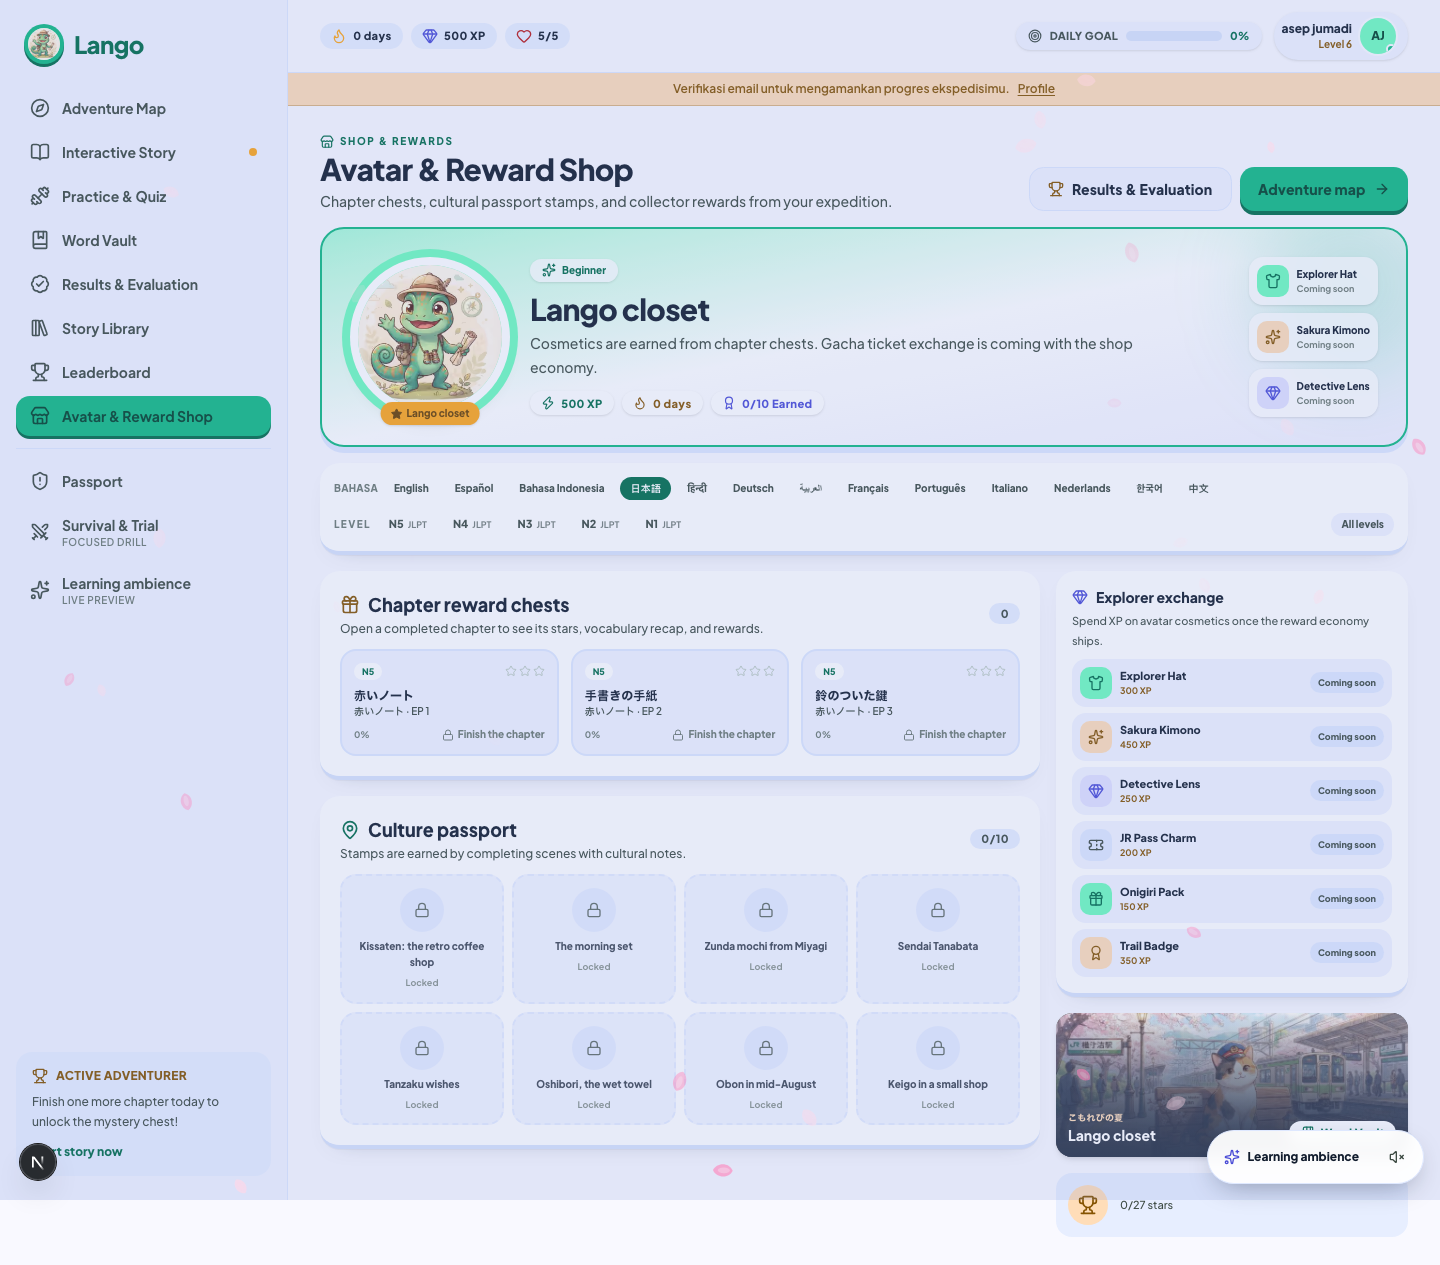 Lango
0 days
500 XP
5/5
DAILY GOAL
0%
asep jumadi
Level 6
AJ
Adventure Map
Interactive Story
Practice & Quiz
Word Vault
Results & Evaluation
Story Library
Leaderboard
Avatar & Reward Shop
Passport
Survival & Trial
FOCUSED DRILL
Learning ambience
LIVE PREVIEW
ACTIVE ADVENTURER
Finish one more chapter today to
unlock the mystery chest!
story now
N
Verifikasi email untuk mengamankan progres ekspedisimu. Profile
SHOP & REWARDS
Avatar & Reward Shop
Chapter chests, cultural passport stamps, and collector rewards from your expedition.
Results & Evaluation
Adventure map
Beginner
Lango closet
Cosmetics are earned from chapter chests. Gacha ticket exchange is coming with the shop
economy.
500 XP
0 days
0/10 Earned
Lango closet
Explorer Hat
Coming soon
Sakura Kimono
Coming soon
Detective Lens
Coming soon
BAHASA English Español Bahasa Indonesia 日本語 हिन्दी Deutsch العربية Français Português Italiano Nederlands 한국어 中文
LEVEL N5 JLPT N4 JLPT N3 JLPT N2 JLPT N1 JLPT All levels
Chapter reward chests
Open a completed chapter to see its stars, vocabulary recap, and rewards.
0
N5
赤いノート
赤いノート · EP 1
0% Finish the chapter
N5
手書きの手紙
赤いノート · EP 2
0% Finish the chapter
N5
鈴のついた鍵
赤いノート · EP 3
0% Finish the chapter
Culture passport
Stamps are earned by completing scenes with cultural notes.
0/10
Kissaten: the retro coffee
shop
Locked
The morning set
Locked
Zunda mochi from Miyagi
Locked
Sendai Tanabata
Locked
Tanzaku wishes
Locked
Oshibori, the wet towel
Locked
Obon in mid-August
Locked
Keigo in a small shop
Locked
Explorer exchange
Spend XP on avatar cosmetics once the reward economy
ships.
Explorer Hat
300 XP
Coming soon
Sakura Kimono
450 XP
Coming soon
Detective Lens
250 XP
Coming soon
JR Pass Charm
200 XP
Coming soon
Onigiri Pack
150 XP
Coming soon
Trail Badge
350 XP
Coming soon
こもれびの夏
Lango closet
Learning ambience
0/27 stars